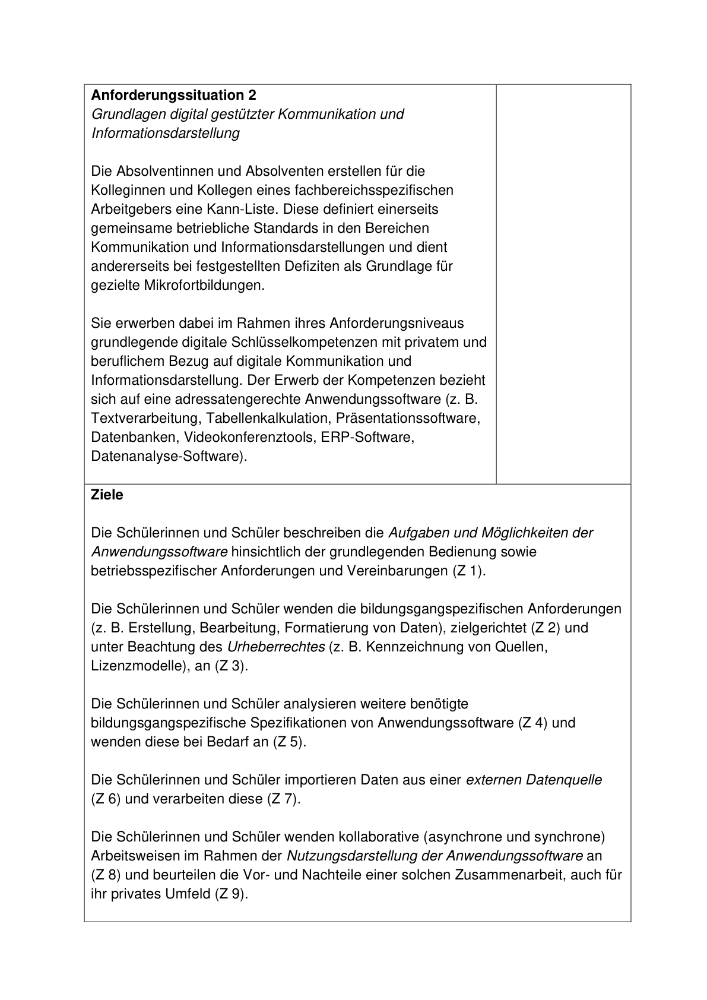 Anforderungssituation 2
Grundlagen digital gestützter Kommunikation und
Informationsdarstellung
Die Absolventinnen und Absolventen erstellen für die
Kolleginnen und Kollegen eines fachbereichsspezifischen
Arbeitgebers eine Kann-Liste. Diese definiert einerseits
gemeinsame betriebliche Standards in den Bereichen
Kommunikation und Informationsdarstellungen und dient
andererseits bei festgestellten Defiziten als Grundlage für
gezielte Mikrofortbildungen.
Sie erwerben dabei im Rahmen ihres Anforderungsniveaus
grundlegende digitale Schlüsselkompetenzen mit privatem und
beruflichem Bezug auf digitale Kommunikation und
Informationsdarstellung. Der Erwerb der Kompetenzen bezieht
sich auf eine adressatengerechte Anwendungssoftware (z. B.
Textverarbeitung, Tabellenkalkulation, Präsentationssoftware,
Datenbanken, Videokonferenztools, ERP-Software,
Datenanalyse-Software).
Ziele
Die Schülerinnen und Schüler beschreiben die Aufgaben und Möglichkeiten der
Anwendungssoftware hinsichtlich der grundlegenden Bedienung sowie
betriebsspezifischer Anforderungen und Vereinbarungen (Z 1).
Die Schülerinnen und Schüler wenden die bildungsgangspezifischen Anforderungen
(z. B. Erstellung, Bearbeitung, Formatierung von Daten), zielgerichtet (Z 2) und
unter Beachtung des Urheberrechtes (z. B. Kennzeichnung von Quellen,
Lizenzmodelle), an (Z 3).
Die Schülerinnen und Schüler analysieren weitere benötigte
bildungsgangspezifische Spezifikationen von Anwendungssoftware (Z 4) und
wenden diese bei Bedarf an (Z 5).
Die Schülerinnen und Schüler importieren Daten aus einer externen Datenquelle
(Z 6) und verarbeiten diese (Z 7).
Die Schülerinnen und Schüler wenden kollaborative (asynchrone und synchrone)
Arbeitsweisen im Rahmen der Nutzungsdarstellung der Anwendungssoftware an
(Z 8) und beurteilen die Vor- und Nachteile einer solchen Zusammenarbeit, auch für
ihr privates Umfeld (Z 9).